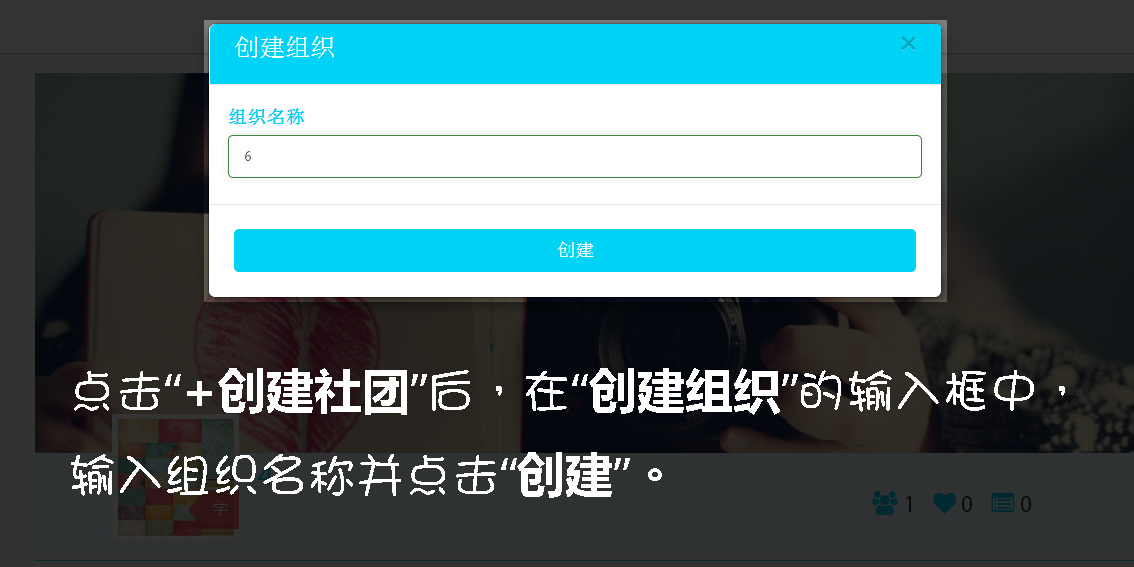 创建组织
×
组织名称
6
创建
点击“+创建社团”后，在“创建组织”的输入框中，
输入组织名称并点击“创建”。
学
1 0 0